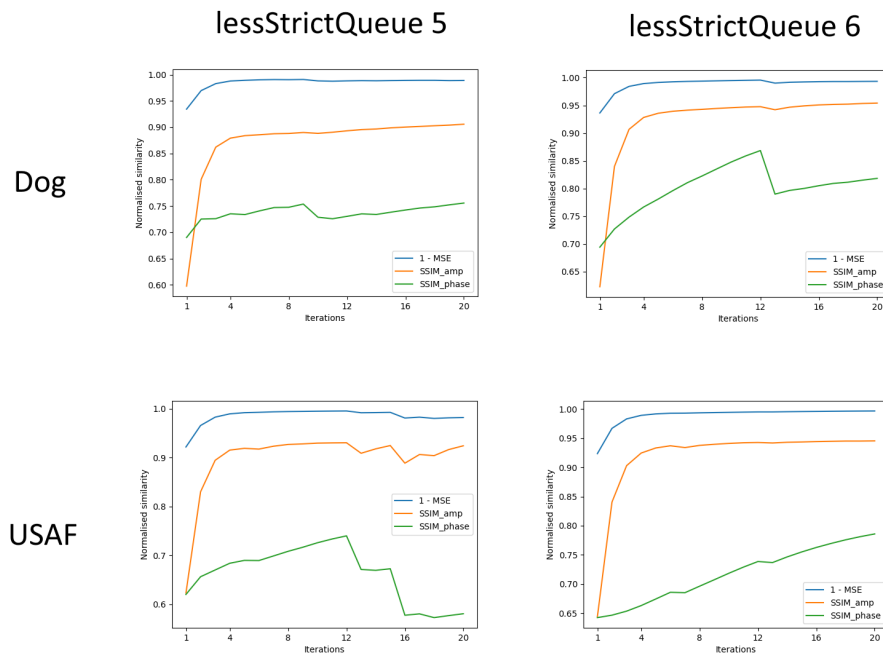 lessStrictQueue 5
lessStrictQueue 6
Dog
Normalised similarity
1.00
0.95
0.90
0.85
0.80
0.75
0.70
0.65
0.60
1 - MSE
SSIM_amp
SSIM_phase
1 4 8 12 16 20
Iterations
Normalised similarity
1.00
0.95
0.90
0.85
0.80
0.75
0.70
0.65
1 - MSE
SSIM_amp
SSIM_phase
1 4 8 12 16 20
Iterations
USAF
Normalised similarity
1.0
0.9
0.8
0.7
0.6
1 - MSE
SSIM_amp
SSIM_phase
1 4 8 12 16 20
Iterations
Normalised similarity
1.00
0.95
0.90
0.85
0.80
0.75
0.70
0.65
1 - MSE
SSIM_amp
SSIM_phase
1 4 8 12 16 20
Iterations